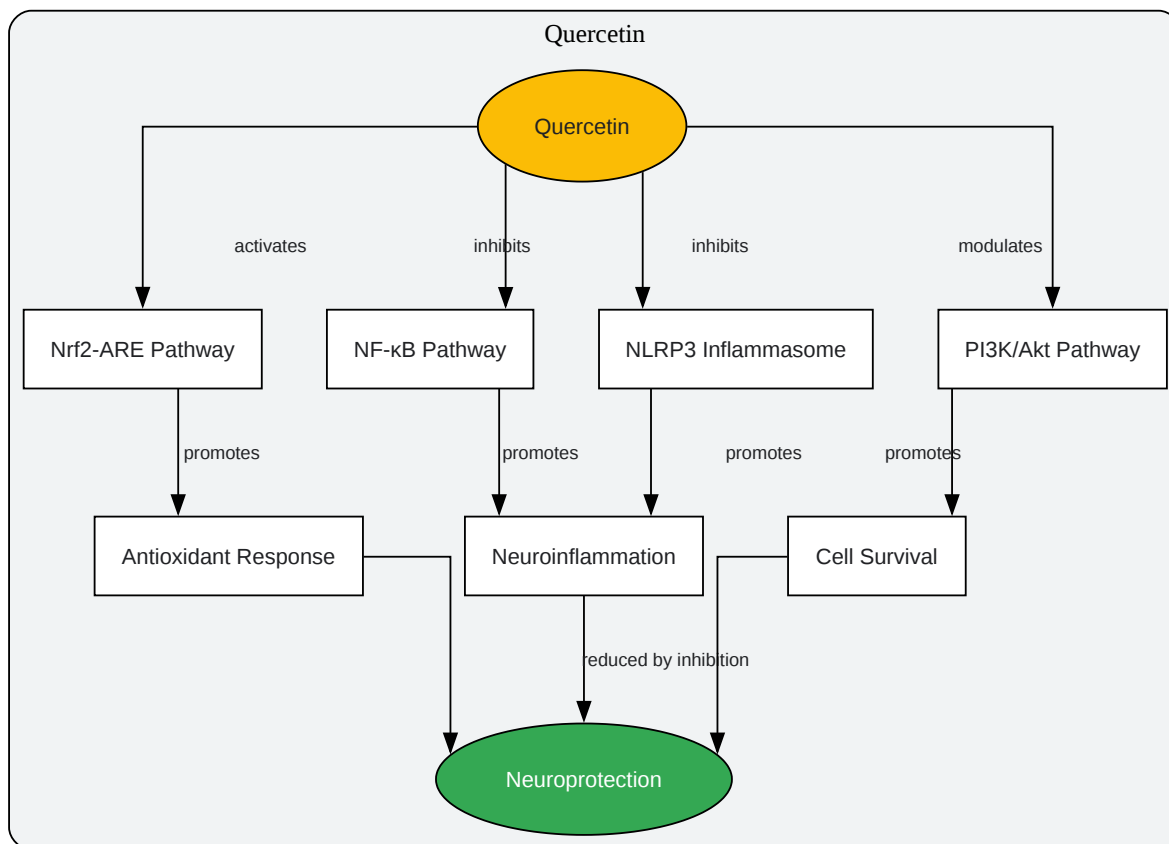 Quercetin
Quercetin
activates
inhibits
inhibits
modulates
Nrf2-ARE Pathway
NF-κB Pathway
NLRP3 Inflammasome
PI3K/Akt Pathway
promotes
promotes
promotes
promotes
Antioxidant Response
Neuroinflammation
Cell Survival
reduced by inhibition
Neuroprotection